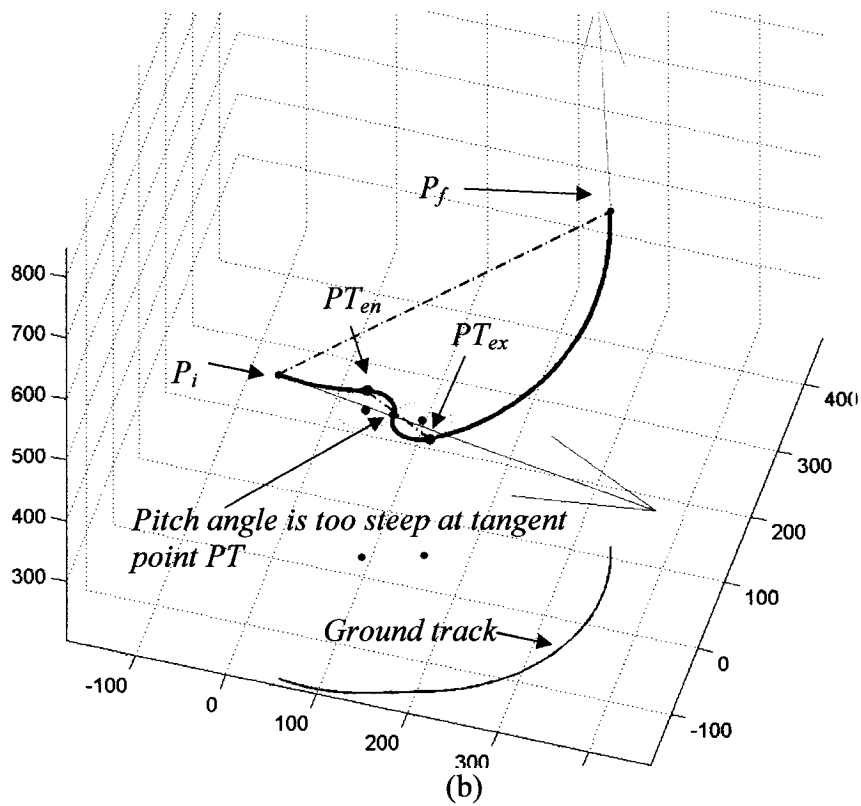 P_f
800
PT_en
700
PT_ex
400
P_i
600
300
500
200
400
Pitch angle is too steep at tangent
point PT
300
100
Ground track
0
-100
-100
0
100
200
300
(b)